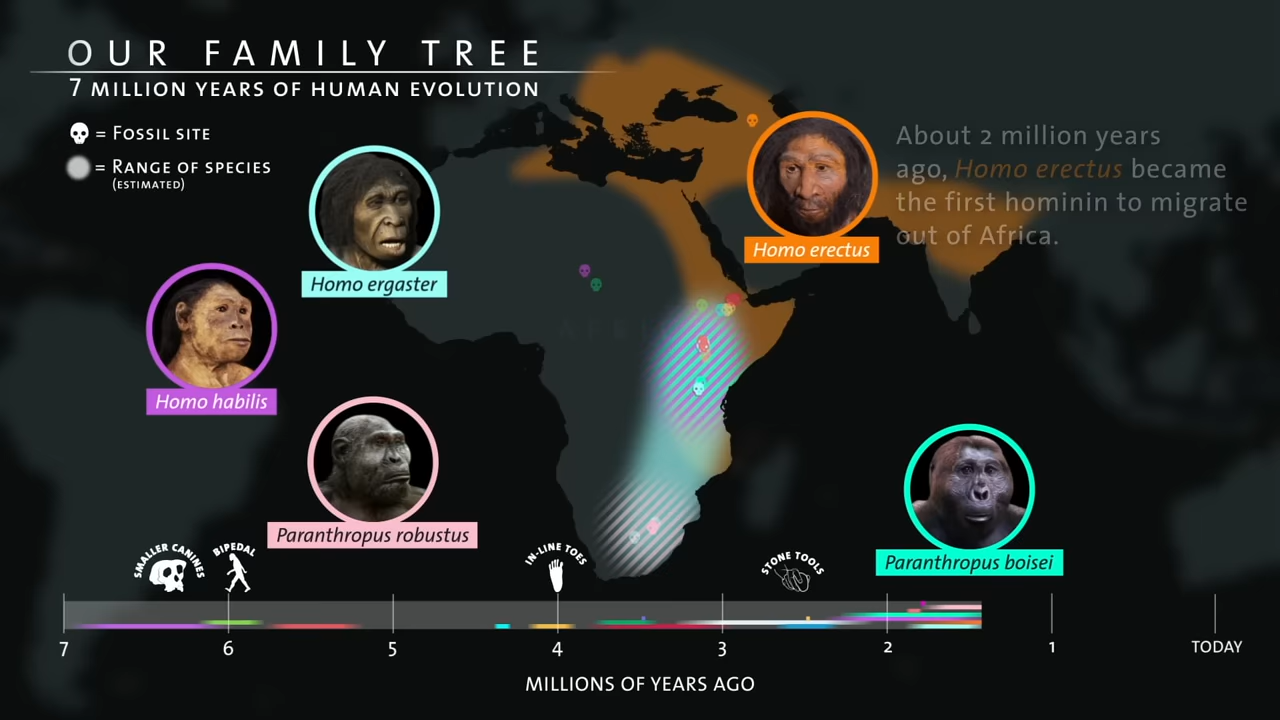 OUR FAMILY TREE
7 MILLION YEARS OF HUMAN EVOLUTION
= FOSSIL SITE
= RANGE OF SPECIES
(ESTIMATED)
About 2 million years
ago, Homo erectus became
the first hominin to migrate
out of Africa.
Homo erectus
Homo ergaster
AFRICA
Homo habilis
Paranthropus robustus
Paranthropus boisei
SMALLER CANINES
BIPEDAL
IN-LINE TOES
STONE TOOLS
7 6 5 4 3 2 1 TODAY
MILLIONS OF YEARS AGO